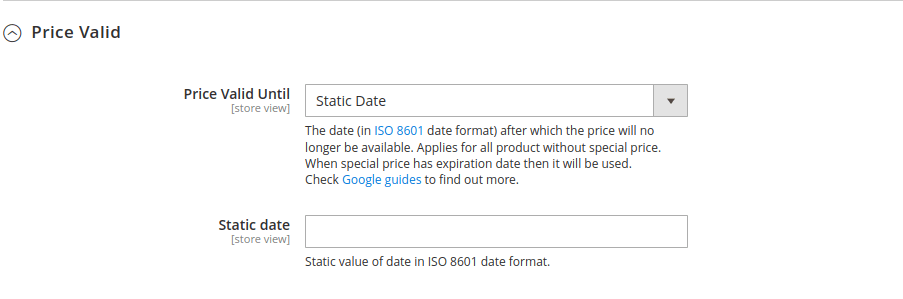 Price Valid
Price Valid Until
[store view]
Static Date
The date (in ISO 8601 date format) after which the price will no
longer be available. Applies for all product without special price.
When special price has expiration date then it will be used.
Check Google guides to find out more.
Static date
[store view]
Static value of date in ISO 8601 date format.